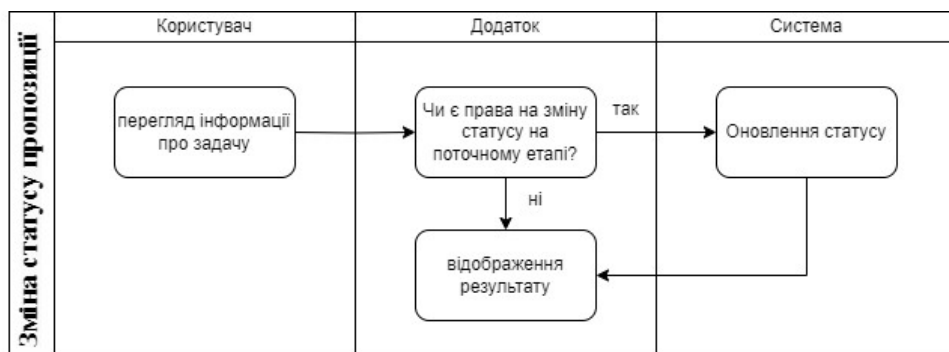 Зміна статусу пропозиції
Користувач
Додаток
Система
перегляд інформації
про задачу
Чи є права на зміну
статусу на
поточному етапі?
так
Оновлення статусу
ні
відображення
результату